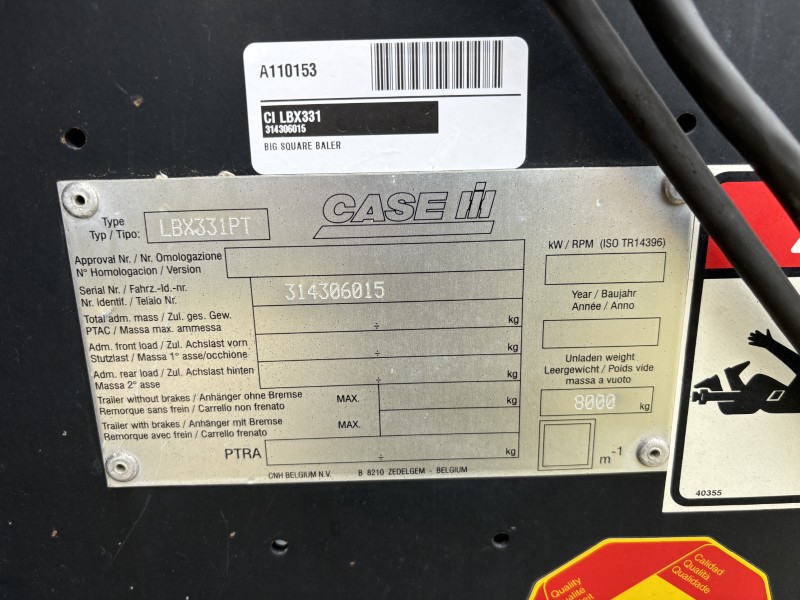 A110153
CI LBX331
314306015
BIG SQUARE BALER
CASE III
Type
Typ / Tipo:
LBX331PT
Approval Nr. / Nr. Omologazione
N° Homologacion / Version
Serial Nr. / Fahrz.-Id.-nr.
Nr. Identif. / Telaio Nr.
314306015
Total adm. mass / Zul. ges. Gew.
PTAC / Massa max. ammessa
÷ kg
Adm. front load / Zul. Achslast vorn
Stutzlast / Massa 1° asse/occhione
÷ kg
Adm. rear load / Zul. Achslast hinten
Massa 2° asse
÷ kg
Trailer without brakes / Anhänger ohne Bremse
Remorque sans frein / Carrello non frenato
MAX.
kg
Trailer with brakes / Anhänger mit Bremse
Remorque avec frein / Carrello frenato
MAX.
PTRA
÷ kg
CNH BELGIUM N.V. B 8210 ZEDELGEM - BELGIUM
kW / RPM (ISO TR14396)
Year / Baujahr
Année / Anno
Unladen weight
Leergewicht / Poids vide
massa a vuoto
8000 kg
m-1
40355
Quality
Qualité
Calidad
Qualità
Qualidade